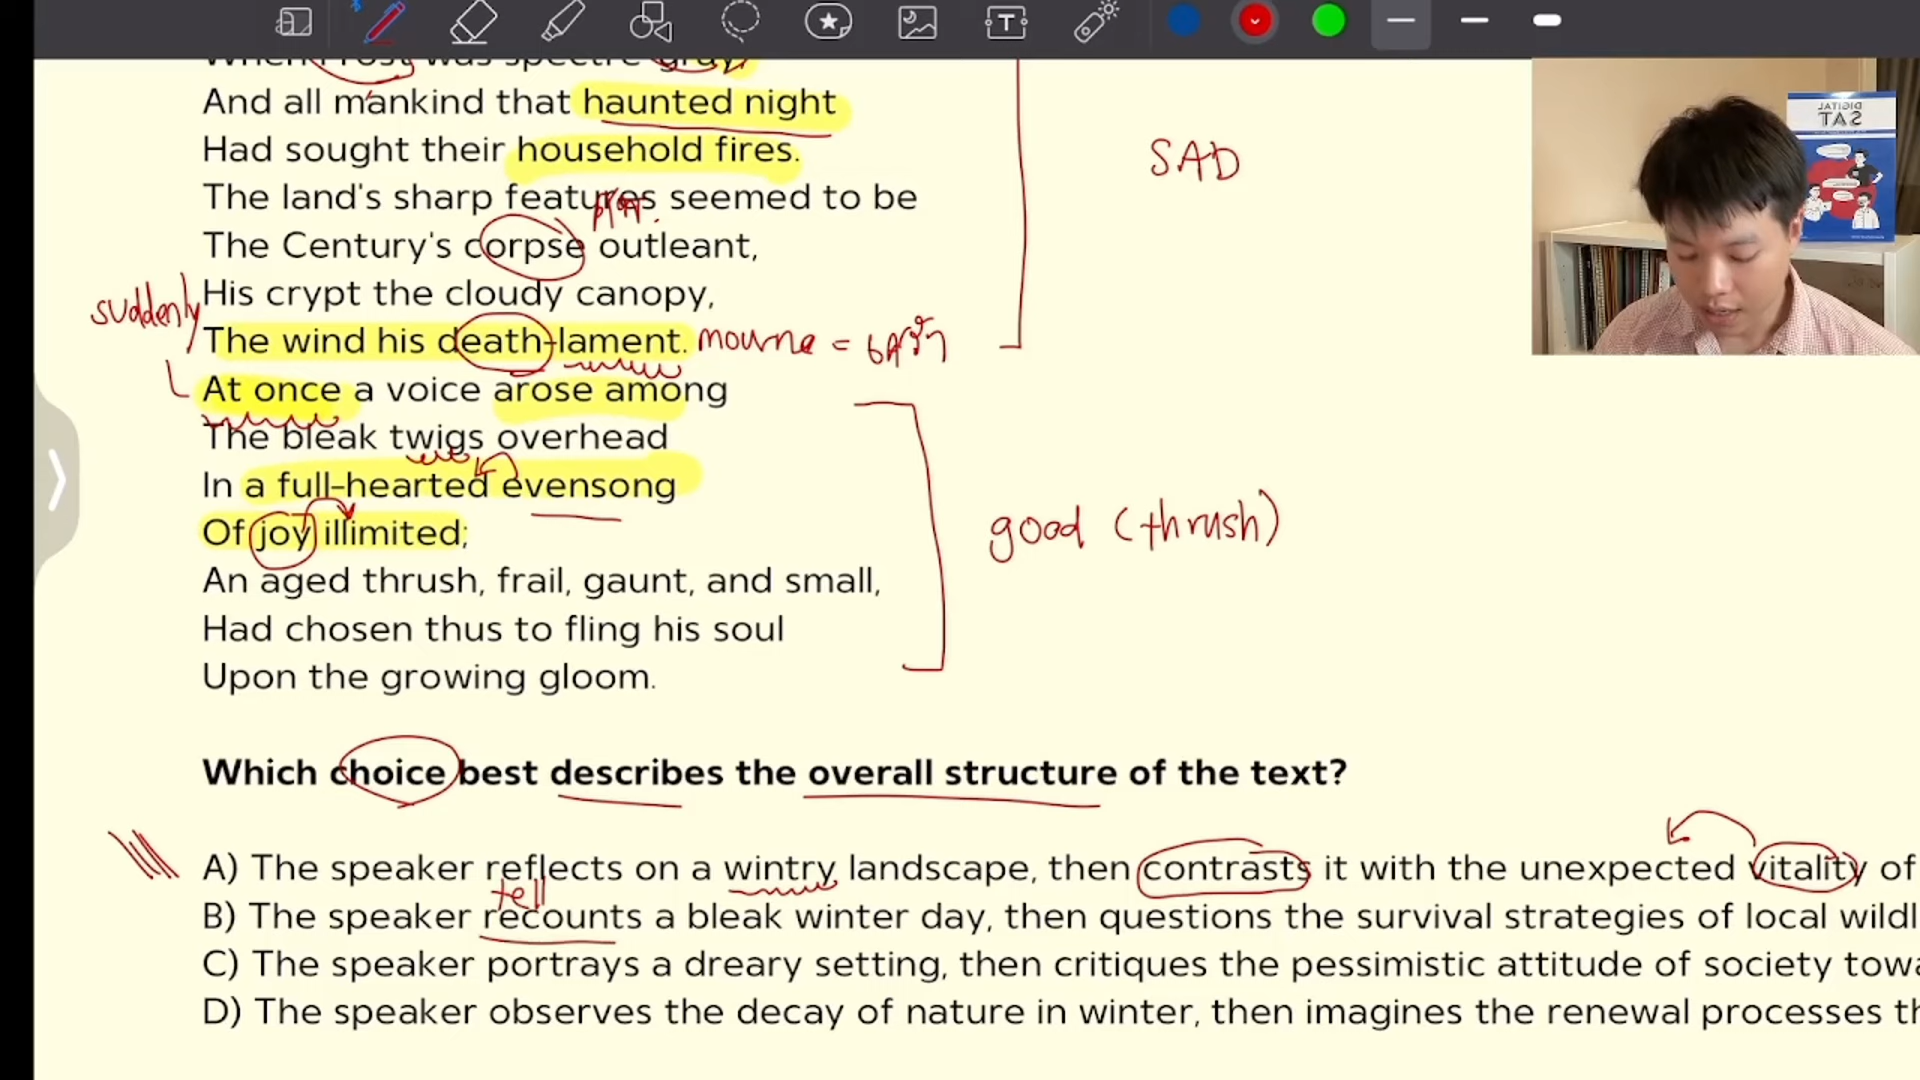 When Frost was spectre gray
And all mankind that haunted night
SAD
Had sought their household fires.
The land's sharp features seemed to be
The Century's corpse outleant,
His crypt the cloudy canopy,
suddenly
The wind his death-lament. mourne =
At once a voice arose among
The bleak twigs overhead
In a full-hearted evensong
good (thrush)
Of joy illimited;
An aged thrush, frail, gaunt, and small,
Had chosen thus to fling his soul
Upon the growing gloom.
Which choice best describes the overall structure of the text?
A) The speaker reflects on a wintry landscape, then contrasts it with the unexpected vitality of
tell
B) The speaker recounts a bleak winter day, then questions the survival strategies of local wildl
C) The speaker portrays a dreary setting, then critiques the pessimistic attitude of society towa
D) The speaker observes the decay of nature in winter, then imagines the renewal processes th
DIGITAL
SAT